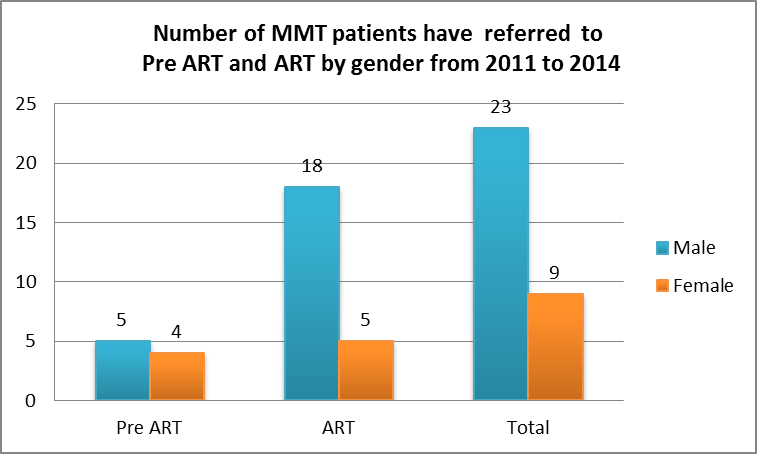 Number of MMT patients have referred to
Pre ART and ART by gender from 2011 to 2014
25
20
15
10
5
0
5
4
18
5
23
9
Pre ART
ART
Total
Male
Female